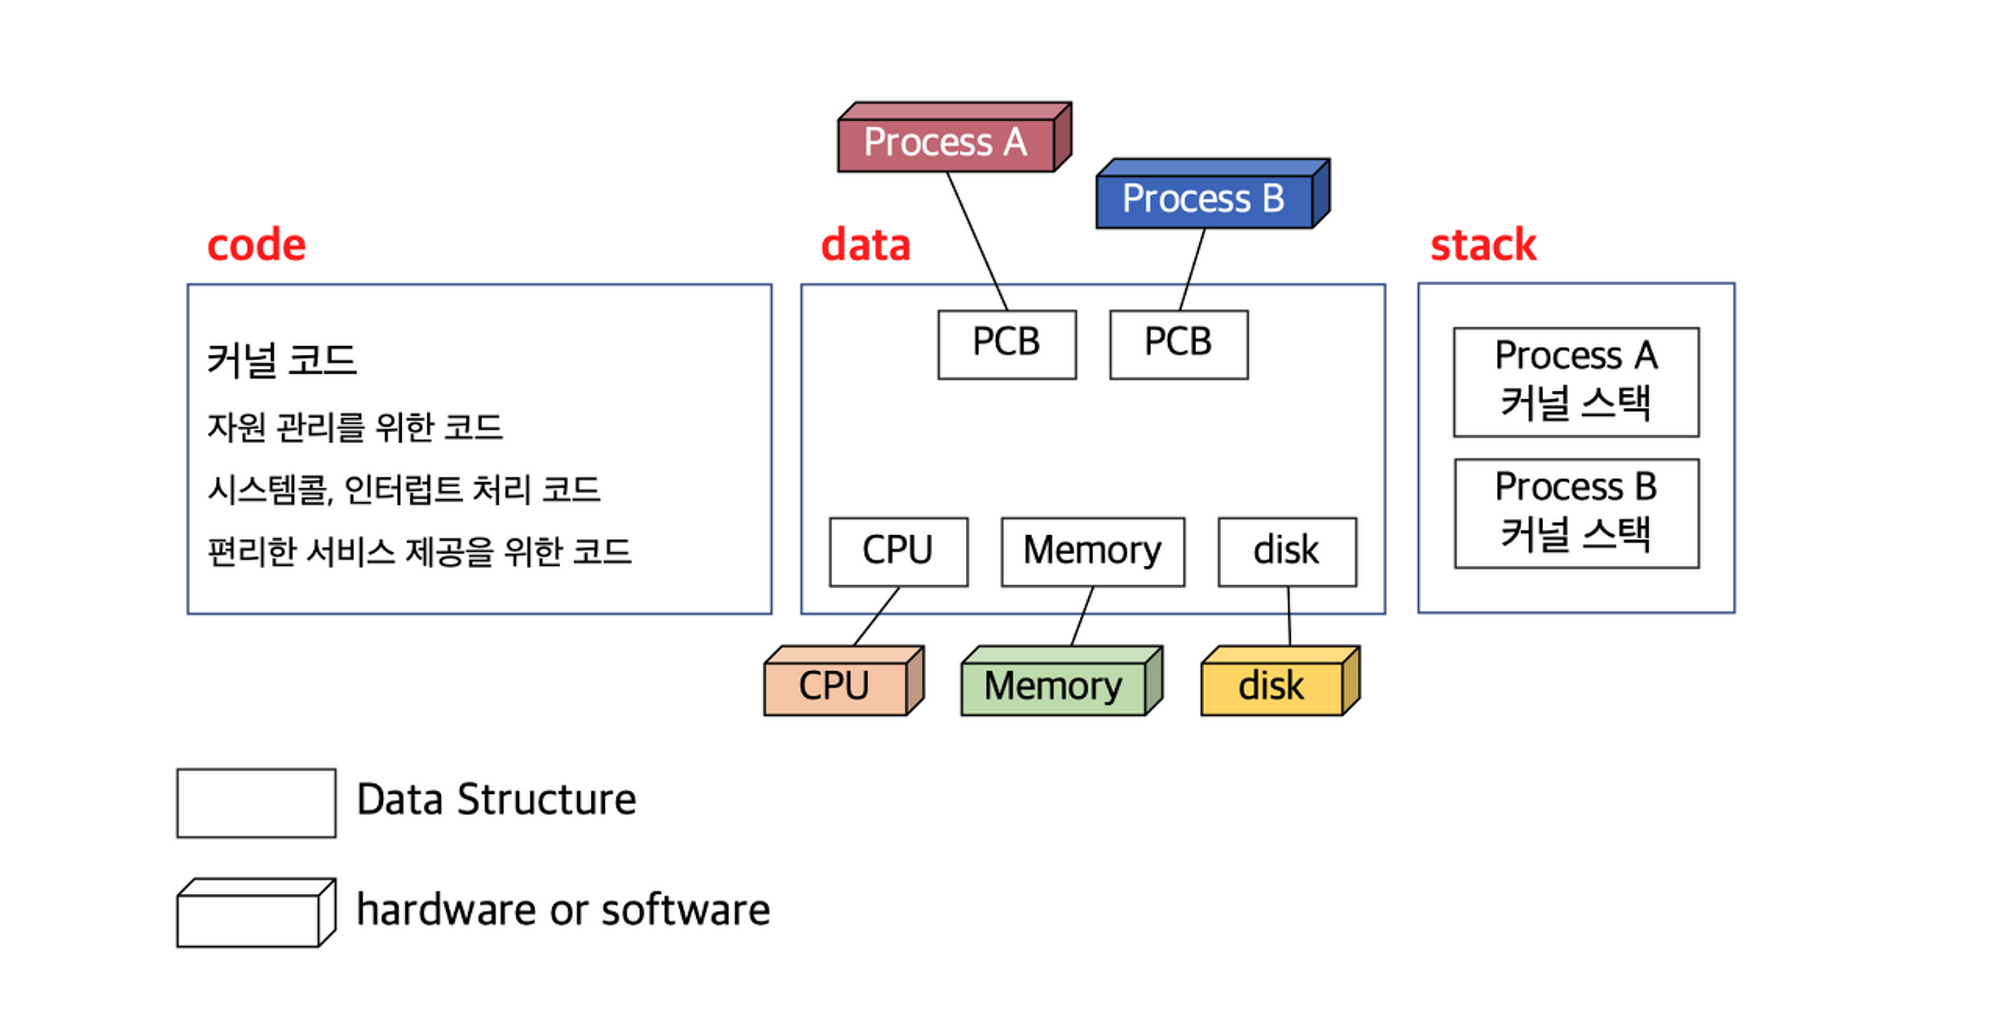 Process A
Process B
code
data
stack
커널 코드
자원 관리를 위한 코드
시스템콜, 인터럽트 처리 코드
편리한 서비스 제공을 위한 코드
PCB
PCB
CPU
Memory
disk
Process A
커널 스택
Process B
커널 스택
CPU
Memory
disk
Data Structure
hardware or software